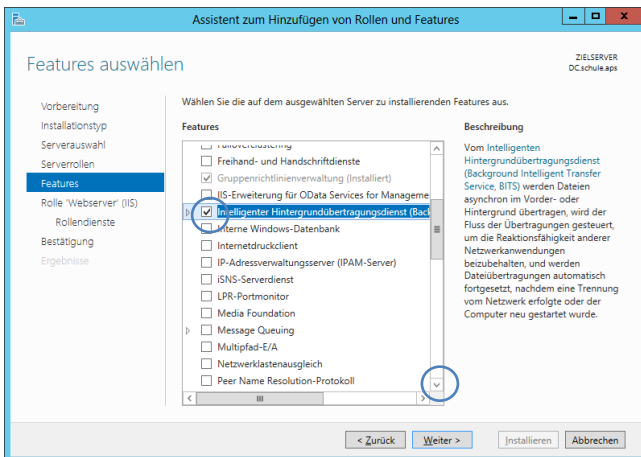 Assistent zum Hinzufügen von Rollen und Features
Features auswählen
ZIELSERVER
DC.schule.aps
Vorbereitung
Installationstyp
Serverauswahl
Serverrollen
Features
Rolle 'Webserver' (IIS)
Rollendienste
Bestätigung
Ergebnisse
Wählen Sie die auf dem ausgewählten Server zu installierenden Features aus.
Features
Failoverclustering
Freihand- und Handschriftdienste
Gruppenrichtlinienverwaltung (Installiert)
IIS-Erweiterung für OData Services for Manageme
Intelligenter Hintergrundübertragungsdienst (Back
Interne Windows-Datenbank
Internetdruckclient
IP-Adressverwaltungsserver (IPAM-Server)
iSNS-Serverdienst
LPR-Portmonitor
Media Foundation
Message Queuing
Multipfad-E/A
Netzwerklastenausgleich
Peer Name Resolution-Protokoll
Beschreibung
Vom Intelligenten
Hintergrundübertragungsdienst
(Background Intelligent Transfer
Service, BITS) werden Dateien
asynchron im Vorder- oder
Hintergrund übertragen, wird der
Fluss der Übertragungen gesteuert,
um die Reaktionsfähigkeit anderer
Netzwerkanwendungen
beizubehalten, und werden
Dateiübertragungen automatisch
fortgesetzt, nachdem eine Trennung
vom Netzwerk erfolgte oder der
Computer neu gestartet wurde.
< Zurück
Weiter >
Installieren
Abbrechen